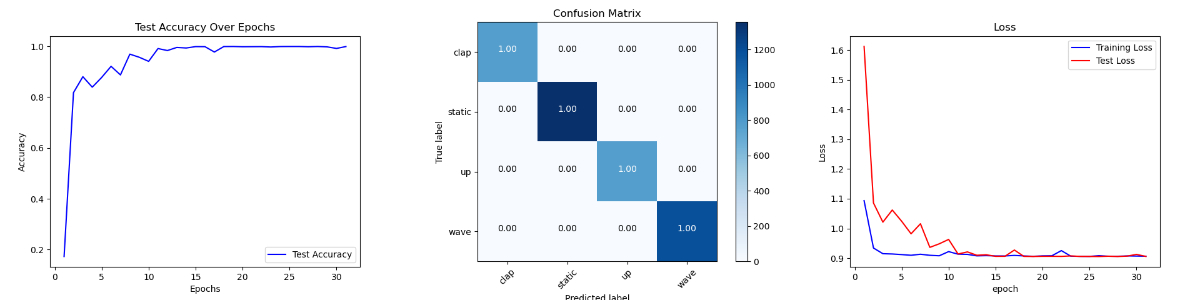 Test Accuracy Over Epochs
1.0
0.8
0.6
0.4
0.2
Accuracy
0 5 10 15 20 25 30
Epochs
Test Accuracy
Confusion Matrix
clap 1.00 0.00 0.00 0.00
static 0.00 1.00 0.00 0.00
up 0.00 0.00 1.00 0.00
wave 0.00 0.00 0.00 1.00
True label
clap static up wave
Predicted label
1200
1000
800
600
400
200
0
Loss
1.6
1.5
1.4
1.3
1.2
1.1
1.0
0.9
Loss
0 5 10 15 20 25 30
epoch
Training Loss
Test Loss